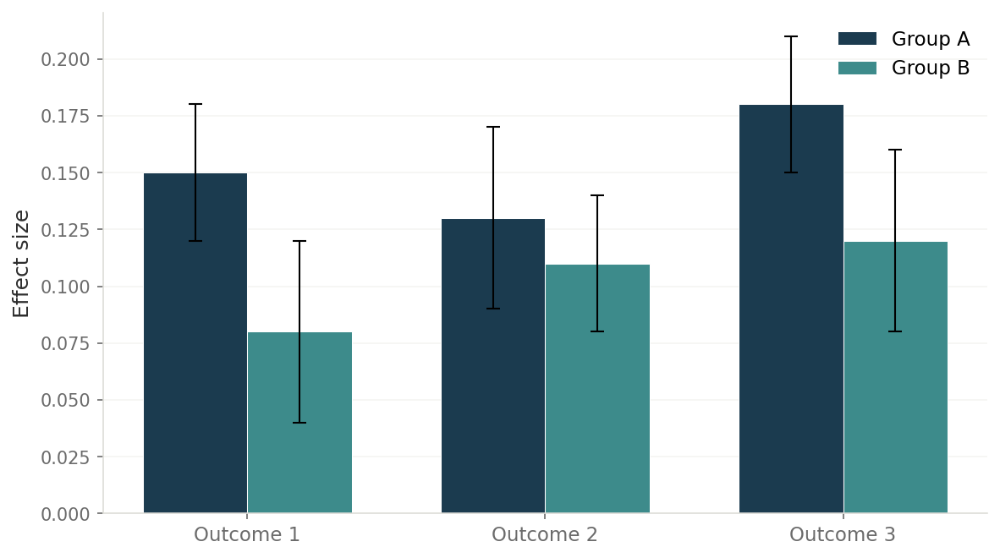 Group A
Group B
Effect size
0.200
0.175
0.150
0.125
0.100
0.075
0.050
0.025
0.000
Outcome 1
Outcome 2
Outcome 3